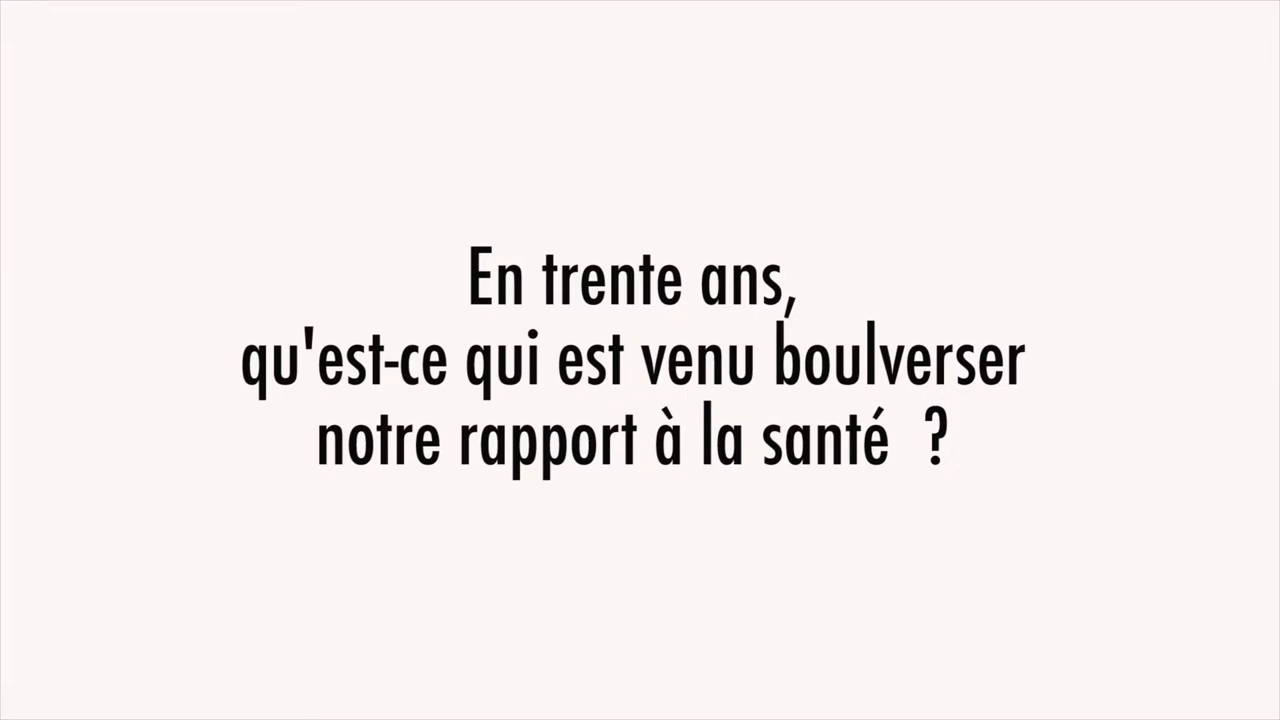 En trente ans,
qu'est-ce qui est venu boulverser
notre rapport à la santé  ?